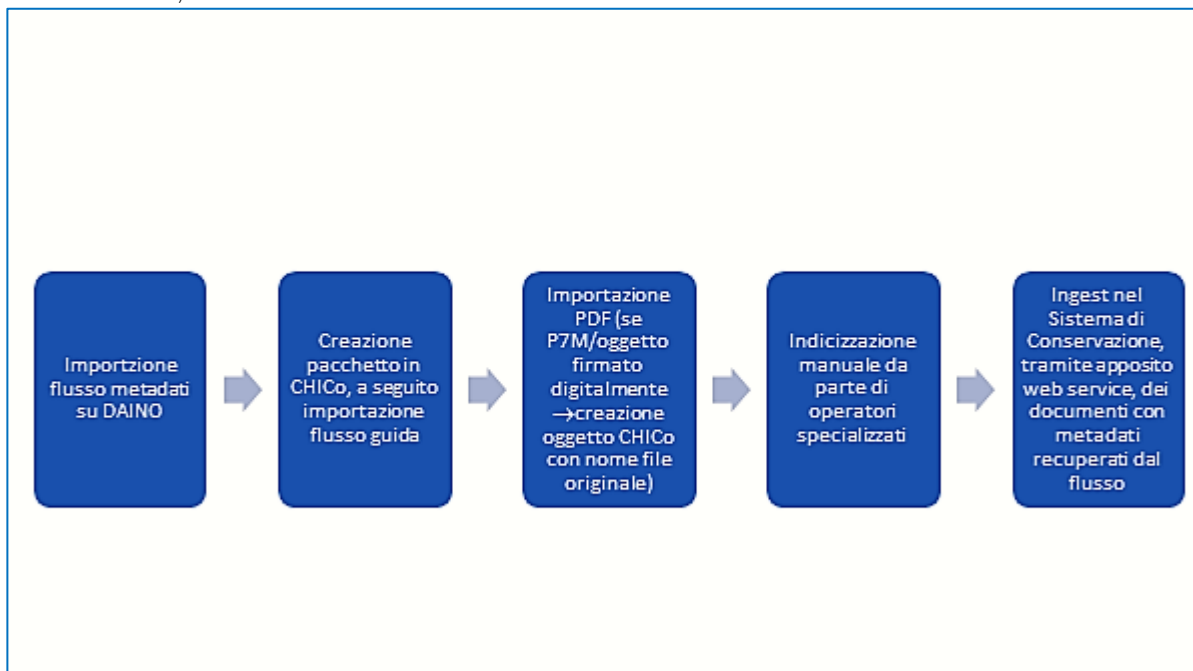 Importzione
flusso metadati
su DAINO
Creazione
pacchetto in
CHICo, a seguito
importazione
flusso guida
Importazione
PDF (se
P7M/oggetto
firmato
digitalmente
→creazione
oggetto CHICo
con nome file
originale)
Indicizzazione
manuale da
parte di
operatori
specializzati
Ingest nel
Sistema di
Conservazione,
tramite apposito
web service, dei
documenti con
metadati
recuperati dal
flusso